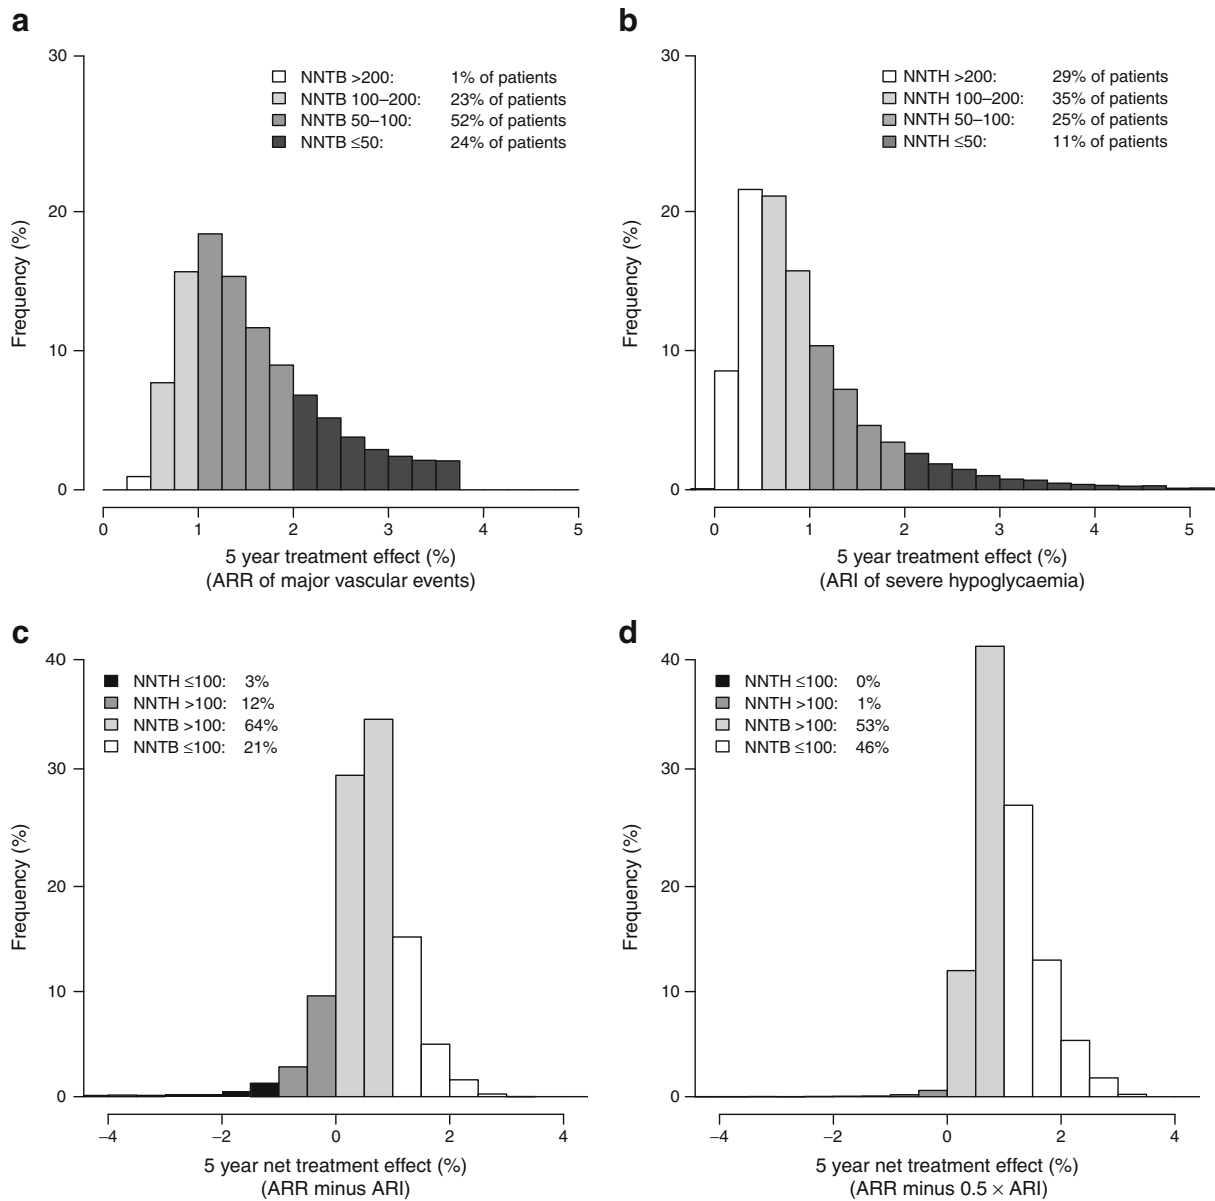 a
30
20
10
0
Frequency (%)
NNTB >200: 1% of patients
NNTB 100–200: 23% of patients
NNTB 50–100: 52% of patients
NNTB ≤50: 24% of patients
0 1 2 3 4 5
5 year treatment effect (%)
(ARR of major vascular events)
b
30
20
10
0
Frequency (%)
NNTH >200: 29% of patients
NNTH 100–200: 35% of patients
NNTH 50–100: 25% of patients
NNTH ≤50: 11% of patients
0 1 2 3 4 5
5 year treatment effect (%)
(ARI of severe hypoglycaemia)
c
40
30
20
10
0
Frequency (%)
NNTH ≤100: 3%
NNTH >100: 12%
NNTB >100: 64%
NNTB ≤100: 21%
–4 –2 0 2 4
5 year net treatment effect (%)
(ARR minus ARI)
d
40
30
20
10
0
Frequency (%)
NNTH ≤100: 0%
NNTH >100: 1%
NNTB >100: 53%
NNTB ≤100: 46%
–4 –2 0 2 4
5 year net treatment effect (%)
(ARR minus 0.5 × ARI)